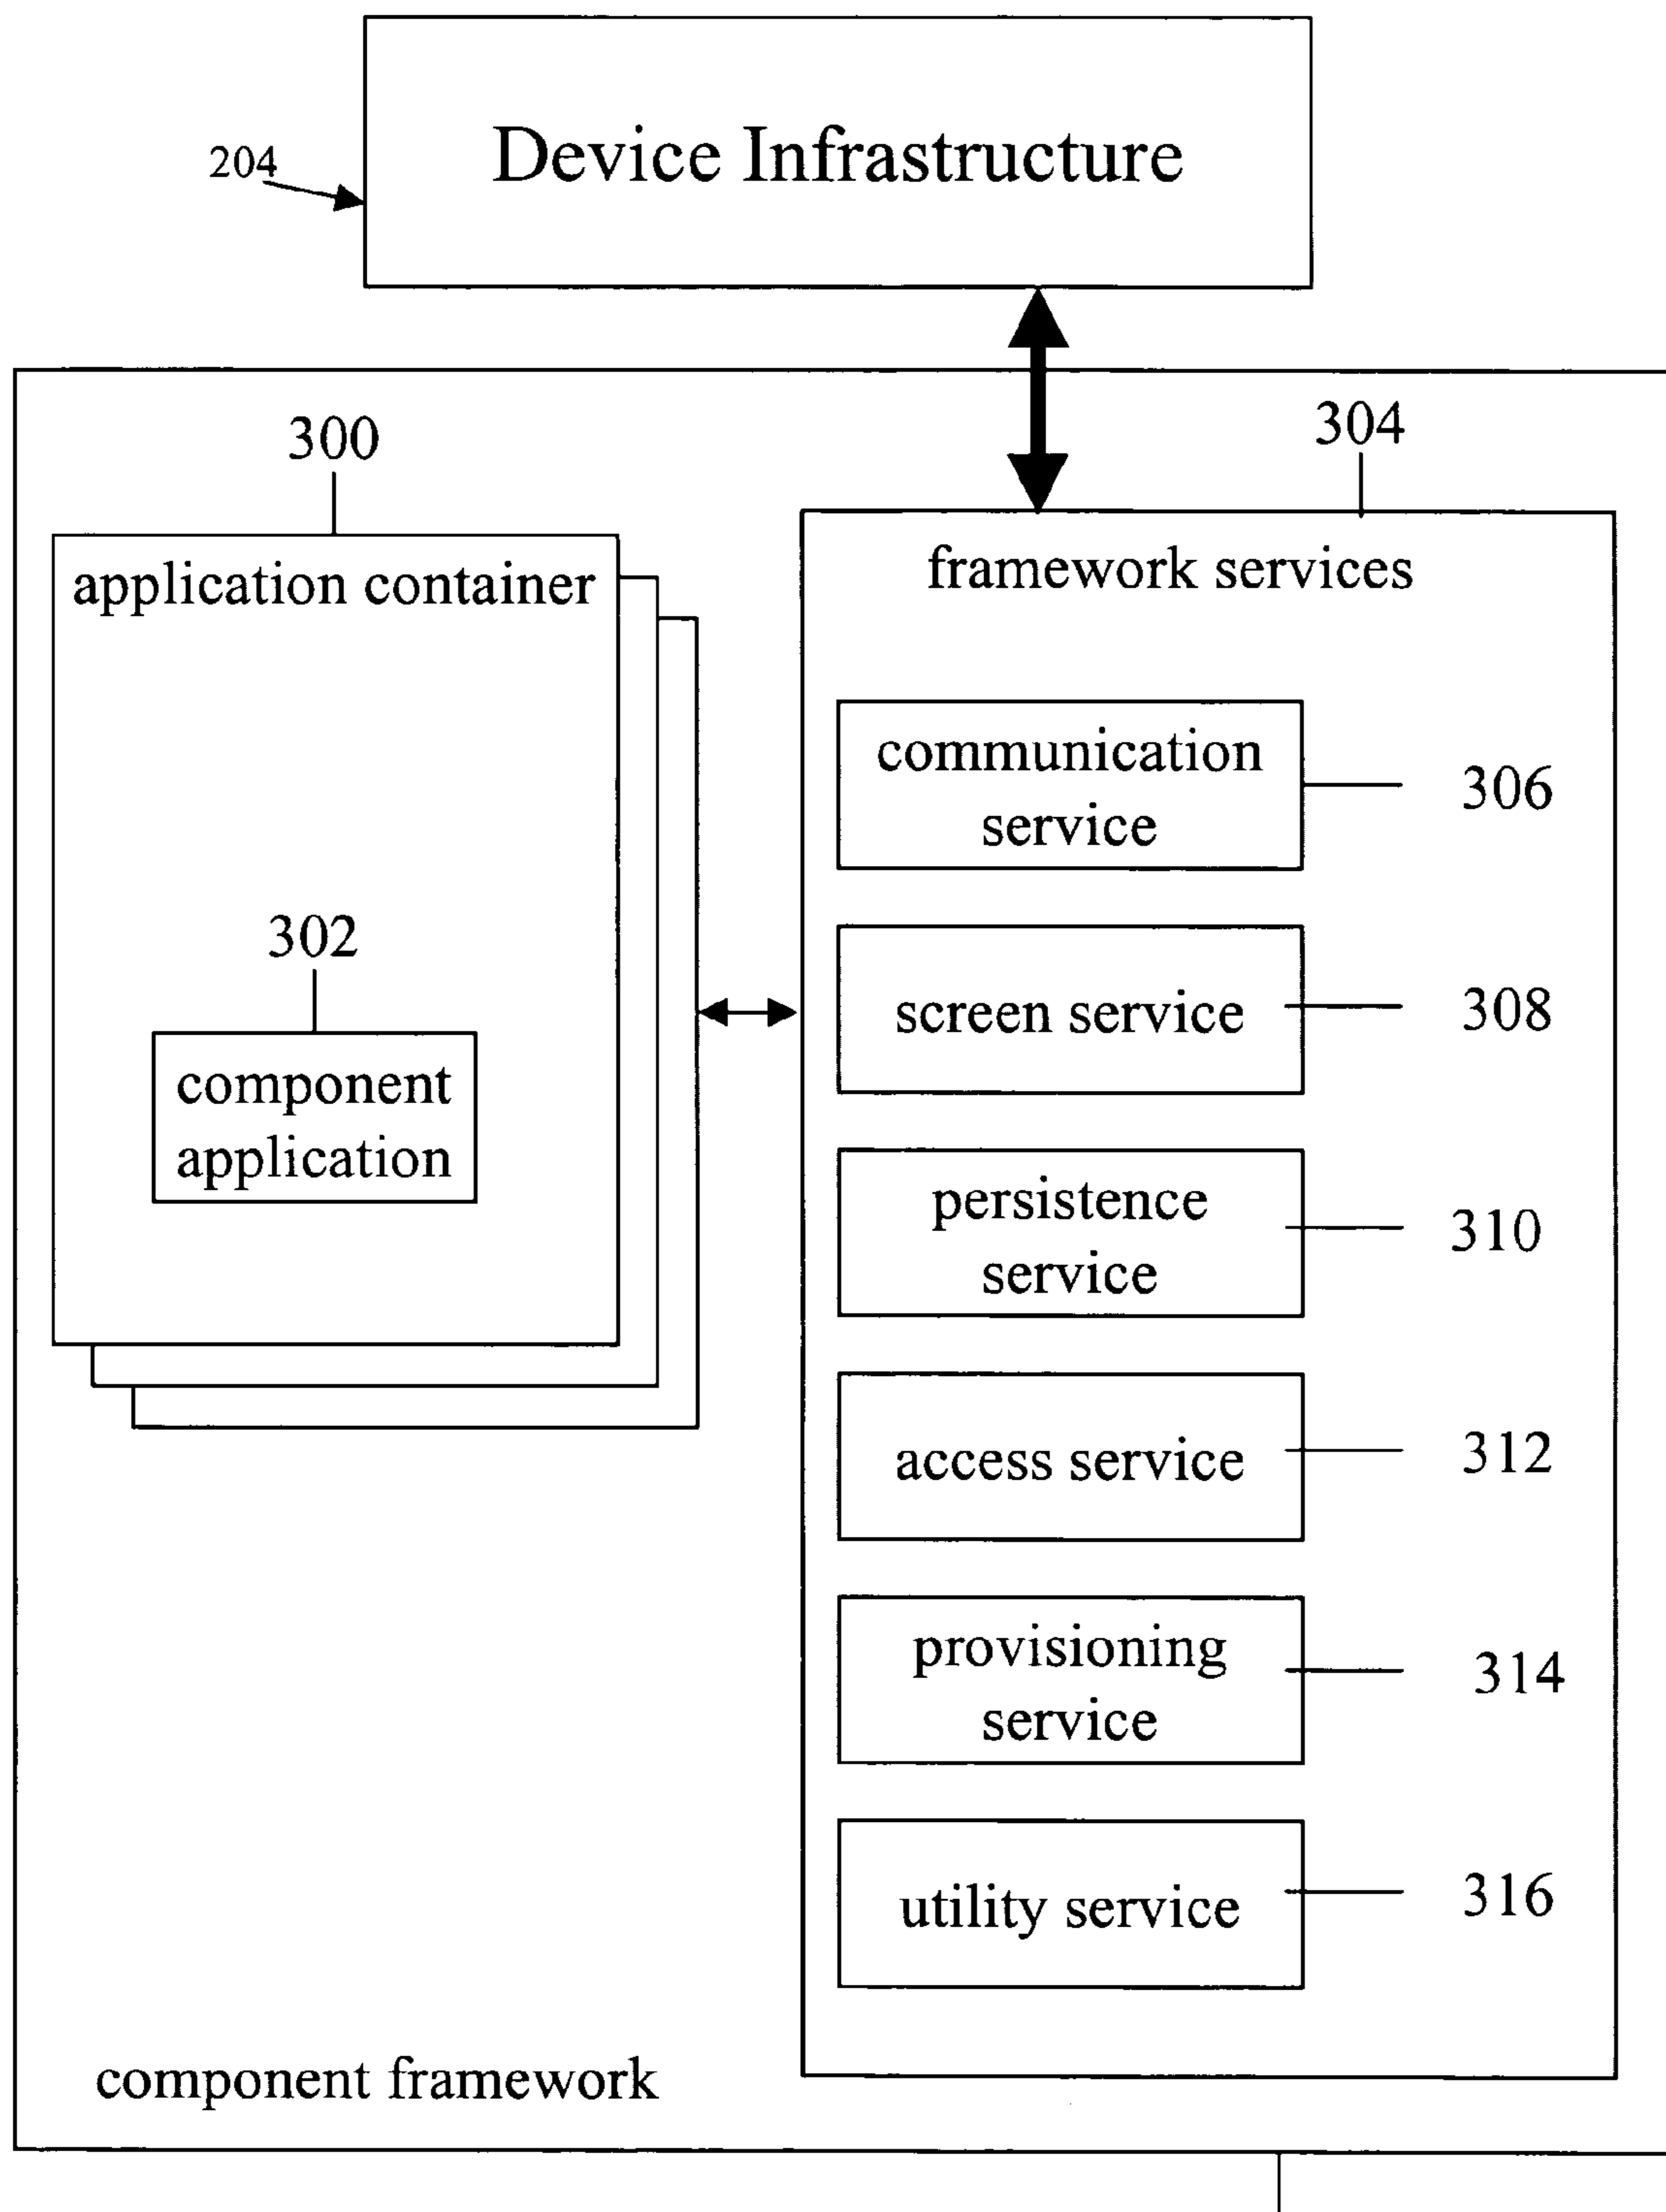 Device Infrastructure
204
300
304
application container
framework services
communication
service
306
302
screen service
308
component
application
persistence
service
310
access service
312
provisioning
service
314
utility service
316
component framework